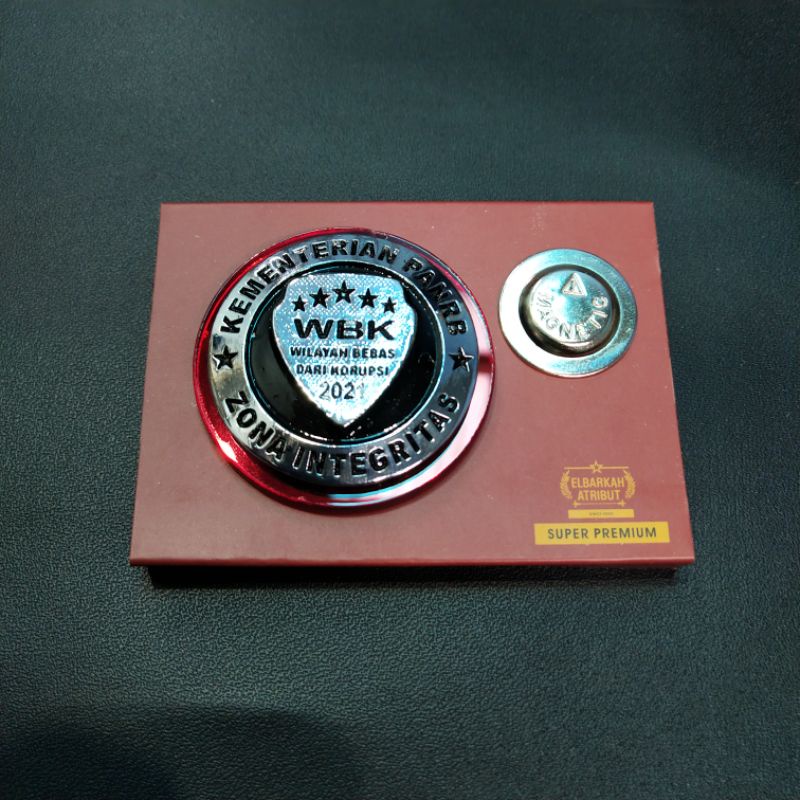 KEMENTERIAN PANRB
WBK
WILAYAH BEBAS
DARI KORUPSI
2021
ZONA INTEGRITAS
MAGNETIC
ELBARKAH
ATRIBUT
SUPER PREMIUM